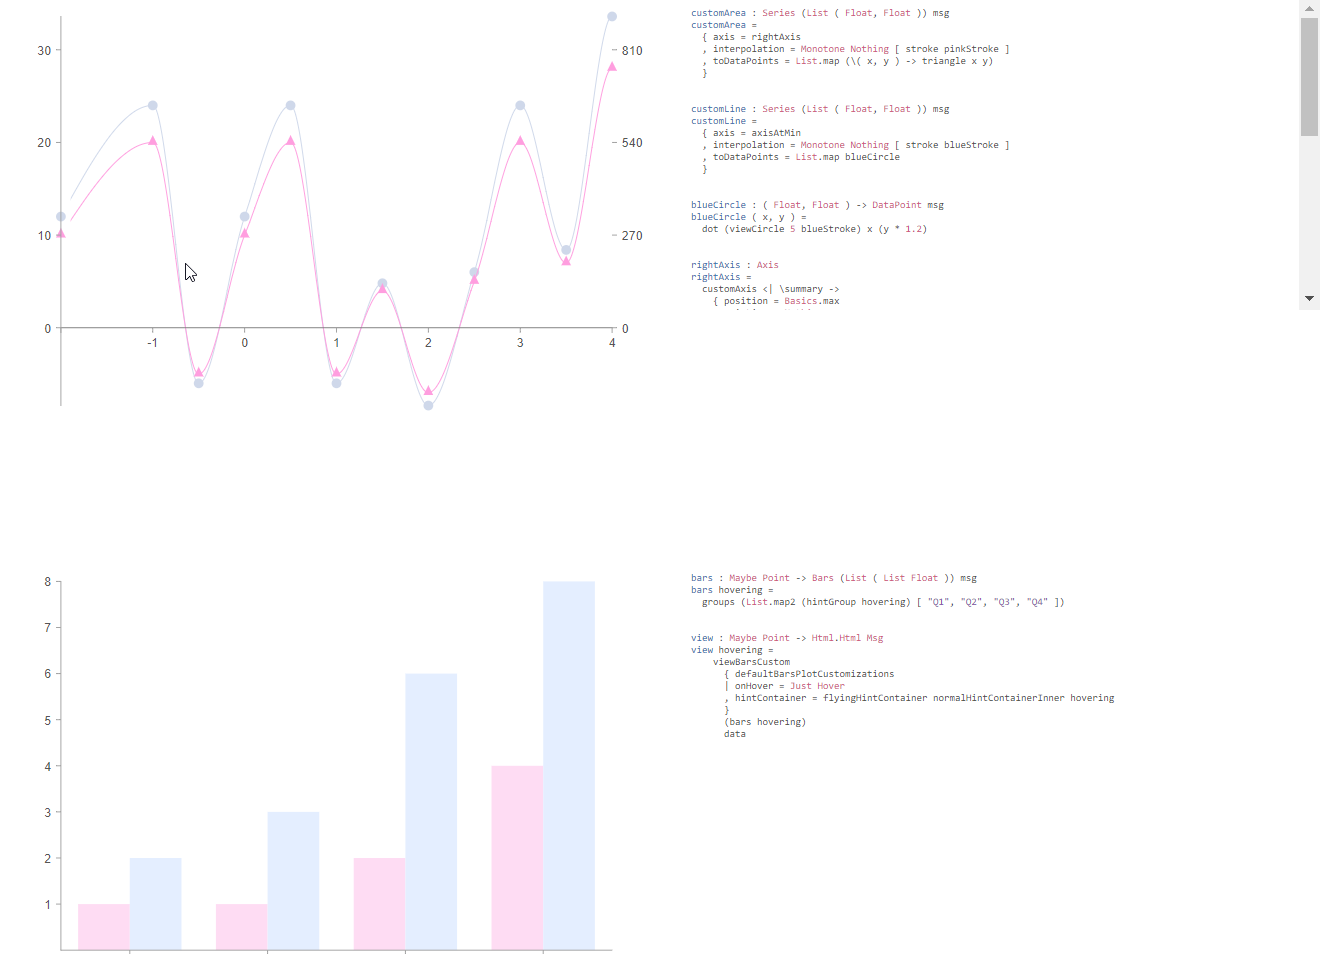 30
20
10
0
-1
0
1
2
3
4
810
540
270
0
customArea : Series (List ( Float, Float )) msg
customArea =
{ axis = rightAxis
, interpolation = Monotone Nothing [ stroke pinkStroke ]
, toDataPoints = List.map (\( x, y ) -> triangle x y)
}
customLine : Series (List ( Float, Float )) msg
customLine =
{ axis = axisAtMin
, interpolation = Monotone Nothing [ stroke blueStroke ]
, toDataPoints = List.map blueCircle
}
blueCircle : ( Float, Float ) -> DataPoint msg
blueCircle ( x, y ) =
dot (viewCircle 5 blueStroke) x (y * 1.2)
rightAxis : Axis
rightAxis =
customAxis <| \summary ->
{ position = Basics.max
8
7
6
5
4
3
2
1
bars : Maybe Point -> Bars (List ( List Float )) msg
bars hovering =
groups (List.map2 (hintGroup hovering) [ "Q1", "Q2", "Q3", "Q4" ])
view : Maybe Point -> Html.Html Msg
view hovering =
viewBarsCustom
{ defaultBarsPlotCustomizations
| onHover = Just Hover
, hintContainer = flyingHintContainer normalHintContainerInner hovering
}
(bars hovering)
data